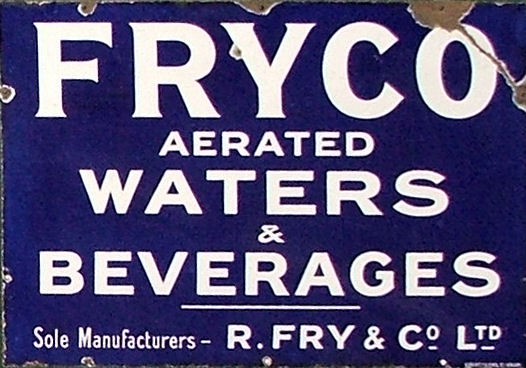 FRYCO
AERATED
WATERS
&
BEVERAGES
Sole Manufacturers – R. FRY & Cº LTD